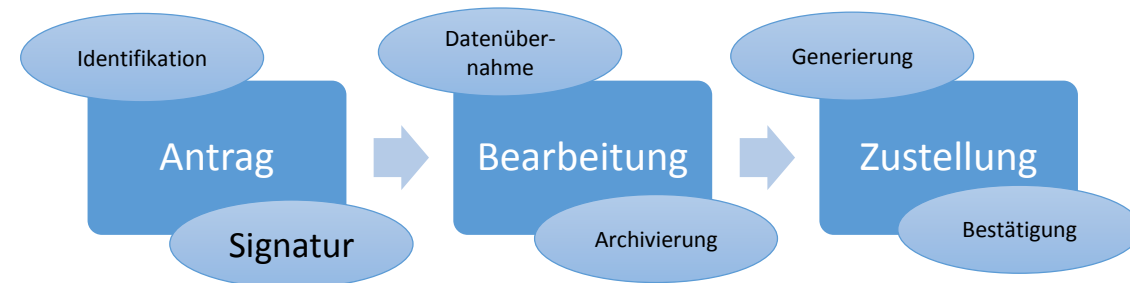 Identifikation
Antrag
Signatur
Datenüber-
nahme
Bearbeitung
Archivierung
Generierung
Zustellung
Bestätigung